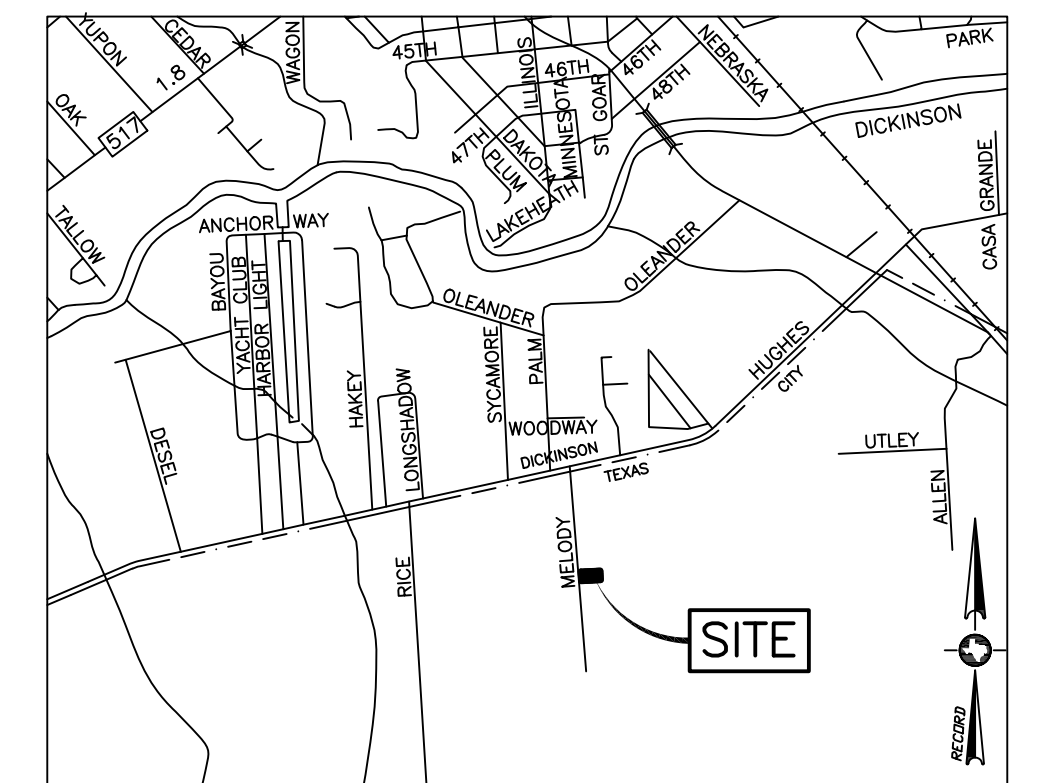 YUPON
CEDAR
WAGON
1.8
OAK
517
TALLOW
45TH
ILLINOIS
46TH
46TH
48TH
NEBRASKA
PARK
47TH
DAKOTA
PLUM
MINNESOTA
ST GOAR
LAKEHEATH
DICKINSON
CASA GRANDE
ANCHOR WAY
BAYOU
YACHT CLUB
HARBOR LIGHT
OLEANDER
OLEANDER
SYCAMORE
PALM
HAKEY
LONGSHADOW
DESEL
WOODWAY
DICKINSON
TEXAS
HUGHES
CITY
UTLEY
ALLEN
RICE
MELODY
SITE
RECORD